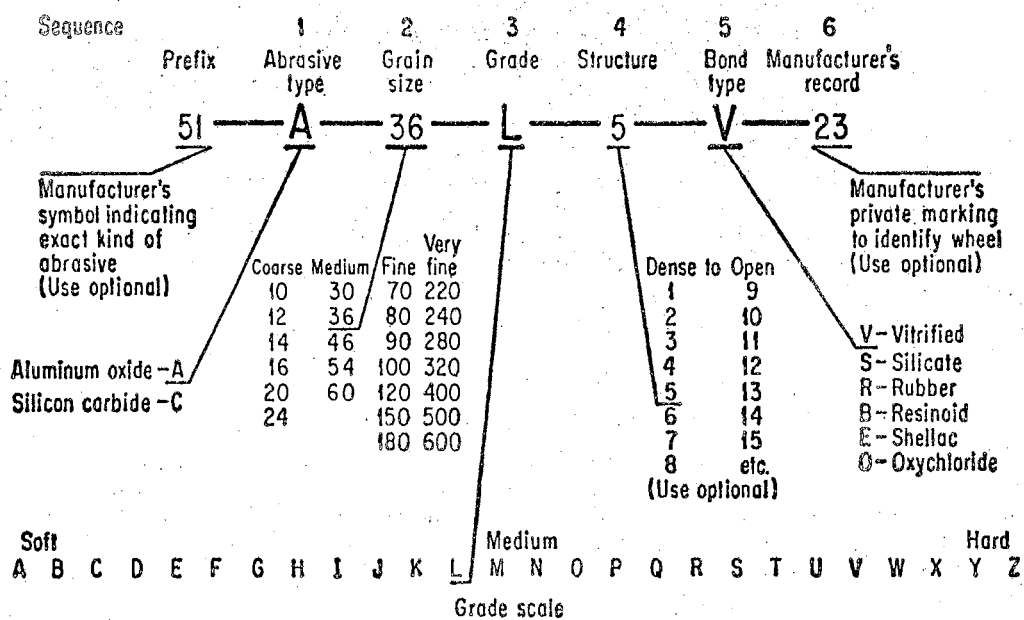 Sequence 1 2 3 4 5 6
Prefix Abrasive Grain Grade Structure Bond Manufacturer's
type size type record
51 A 36 L 5 V 23
Manufacturer's
symbol indicating
exact kind of
abrasive
(Use optional)
Manufacturer's
private marking
to identify wheel
(Use optional)
Very
Coarse Medium Fine fine
10 30 70 220
12 36 80 240
14 46 90 280
16 54 100 320
20 60 120 400
24 150 500
180 600
Dense to Open
1 9
2 10
3 11
4 12
5 13
6 14
7 15
8 etc.
(Use optional)
Aluminum oxide - A
Silicon carbide - C
V - Vitrified
S - Silicate
R - Rubber
B - Resinoid
E - Shellac
O - Oxychloride
Soft Medium Hard
A B C D E F G H I J K L M N O P Q R S T U V W X Y Z
Grade scale